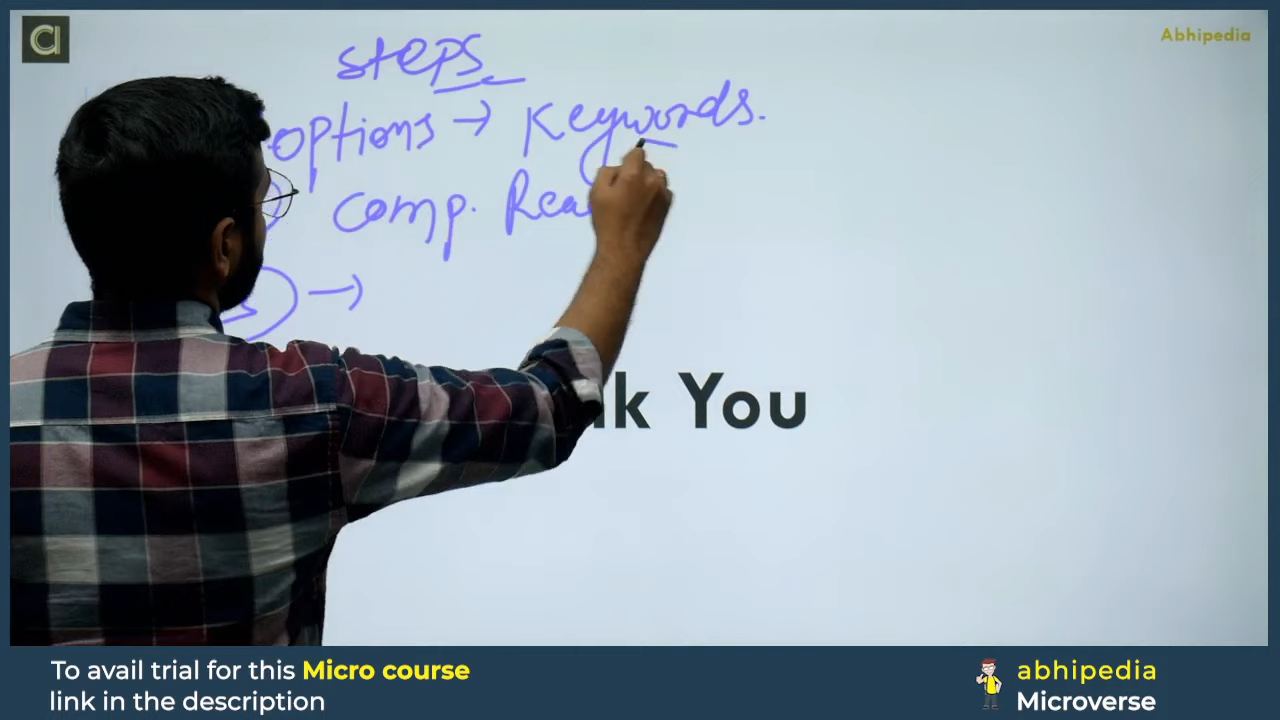 a
Abhipedia
steps
options → Keywords.
comp.
→
You
To avail trial for this Micro course
link in the description
abhipedia
Microverse